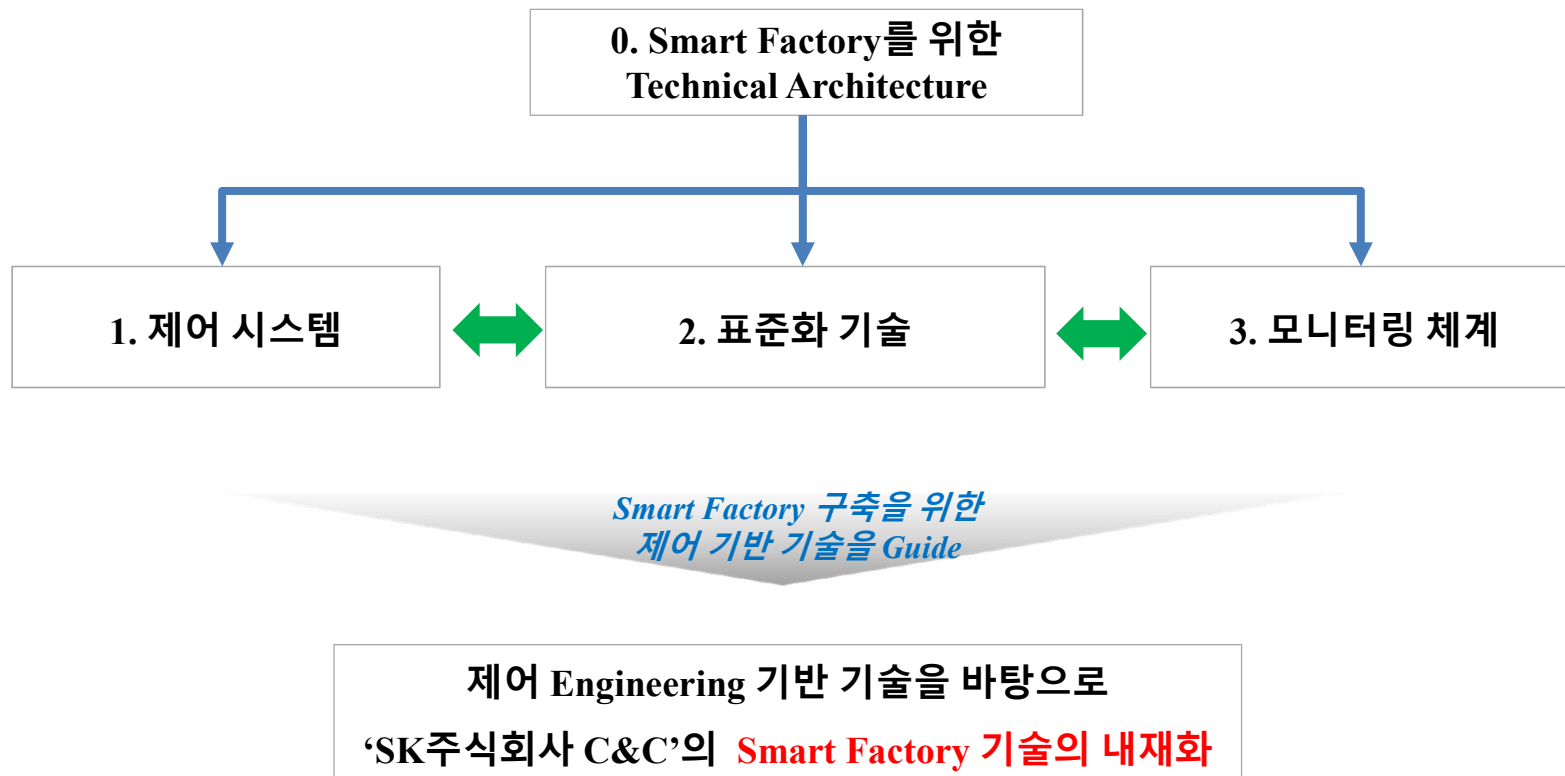 0. Smart Factory를 위한
Technical Architecture
1. 제어 시스템
2. 표준화 기술
3. 모니터링 체계
Smart Factory 구축을 위한
제어 기반 기술을 Guide
제어 Engineering 기반 기술을 바탕으로
‘SK주식회사 C&C’의 Smart Factory 기술의 내재화